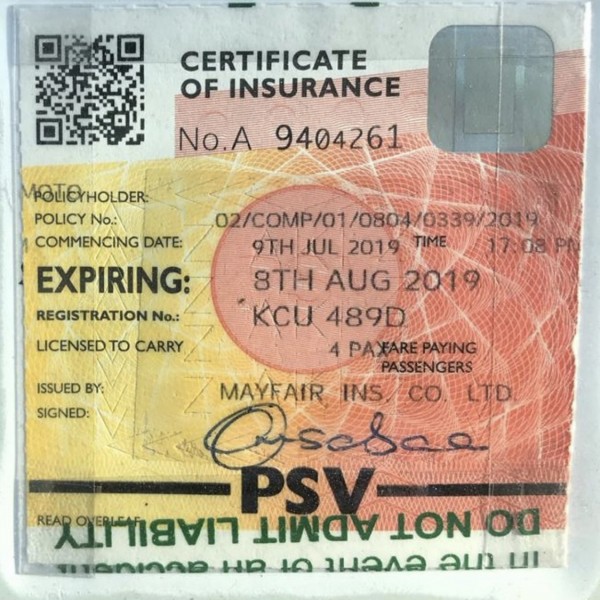 CERTIFICATE
OF INSURANCE
No.A 9404261
POLICYHOLDER:
POLICY No.: 02/COMP/01/0804/0339/2019
COMMENCING DATE: 9TH JUL 2019 TIME 17:08 PM
EXPIRING: 8TH AUG 2019
REGISTRATION No.: KCU 489D
LICENSED TO CARRY 4 PAX FARE PAYING
PASSENGERS
ISSUED BY: MAYFAIR INS. CO. LTD
SIGNED:
PSV
READ OVERLEAF
DO NOT ADMIT LIABILITY
In the event of an accident